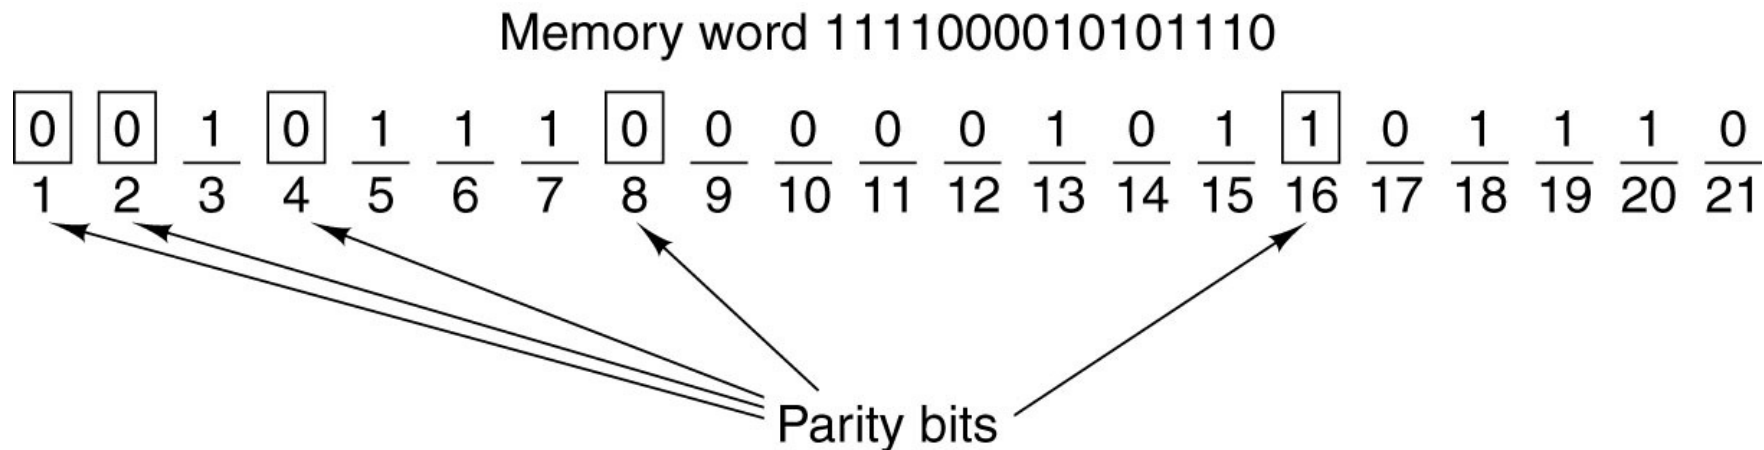 Memory word 1111000010101110
0 0 1 0 1 1 1 0 0 0 0 0 1 0 1 1 0 1 1 1 0
1 2 3 4 5 6 7 8 9 10 11 12 13 14 15 16 17 18 19 20 21
Parity bits